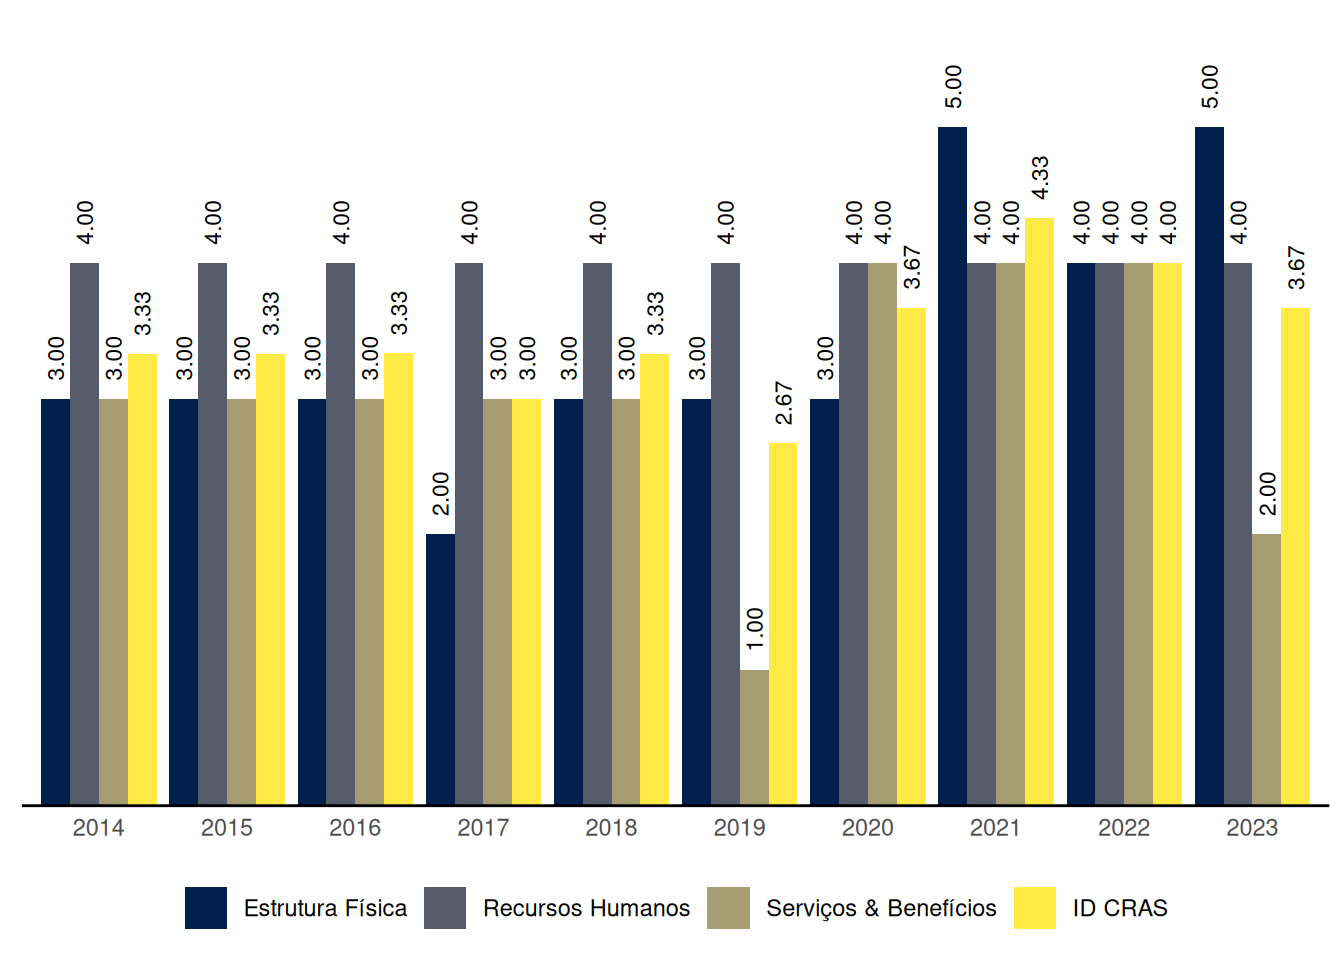 5.00 5.00
4.33
4.00 4.00 4.00 4.00 4.00 4.00 4.00 4.00 4.00 4.00 4.00 4.00 4.00 4.00 4.00
3.67 3.67
3.33 3.33 3.33 3.33
3.00 3.00 3.00 3.00 3.00 3.00 3.00 3.00 3.00 3.00 3.00 3.00
2.67
2.00 2.00
1.00
2014 2015 2016 2017 2018 2019 2020 2021 2022 2023
Estrutura Física Recursos Humanos Serviços & Benefícios ID CRAS